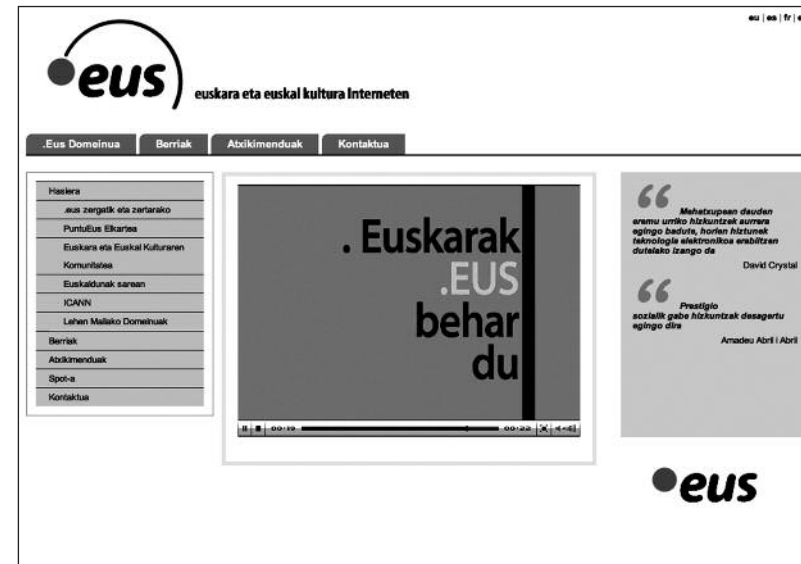 eu | es | fr |
.eus
euskara eta euskal kultura Interneten
.Eus Domeinua
Berriak
Atxikimenduak
Kontaktua
Hasiera
.eus zergatik eta zertarako
PuntuEus Elkartea
Euskara eta Euskal Kulturaren
Komunitatea
Euskaldunak sarean
ICANN
Lehen Mailako Domeinuak
Berriak
Atxikimenduak
Spot-a
Kontaktua
. Euskarak
.EUS
behar
du
00:19
00:22
“ Mehatxupean dauden
eremu urriko hizkuntzek aurrera
egingo badute, horien hiztunek
teknologia elektronikoa erabiltzen
dutelako izango da
David Crystal
“ Prestigio
sozialik gabe hizkuntzek desagertu
egingo dira
Amadeu Abril i Abril
.eus